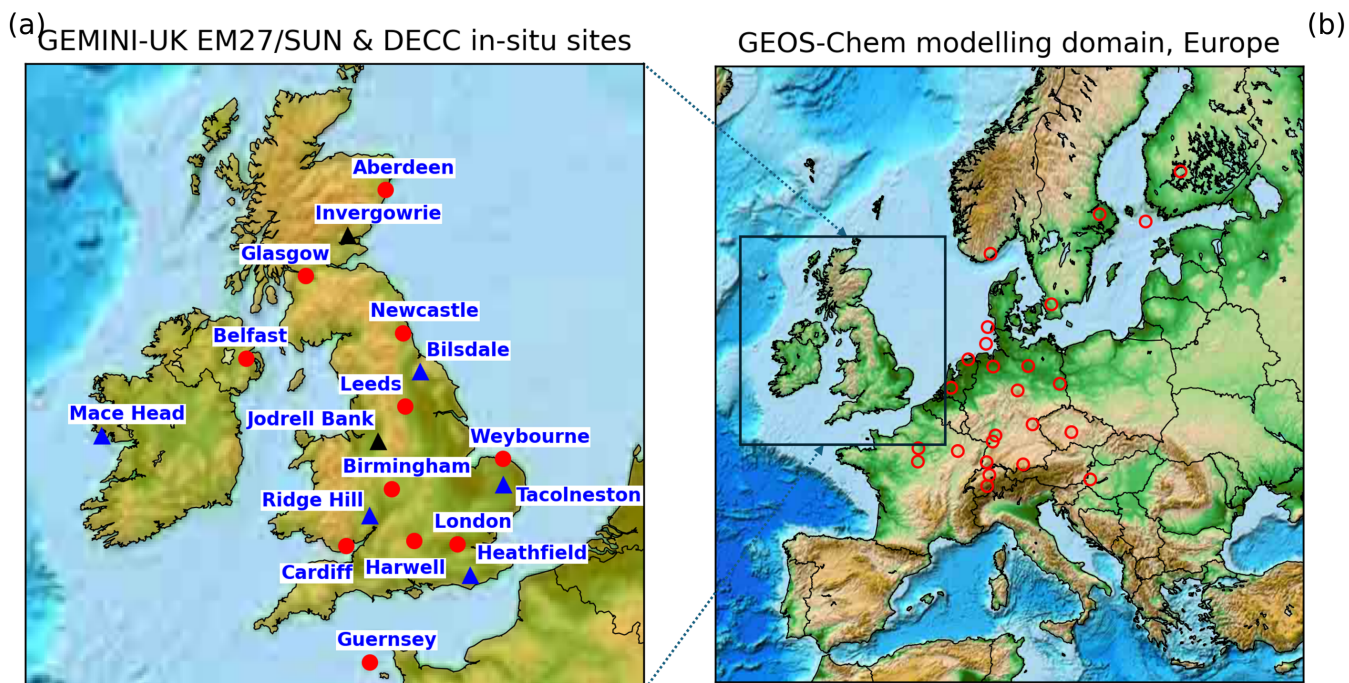 (a)
GEMINI-UK EM27/SUN & DECC in-situ sites
Aberdeen
Invergowrie
Glasgow
Newcastle
Belfast
Bilsdale
Leeds
Mace Head
Jodrell Bank
Weybourne
Birmingham
Ridge Hill
Tacolneston
London
Heathfield
Harwell
Cardiff
Guernsey
(b)
GEOS-Chem modelling domain, Europe